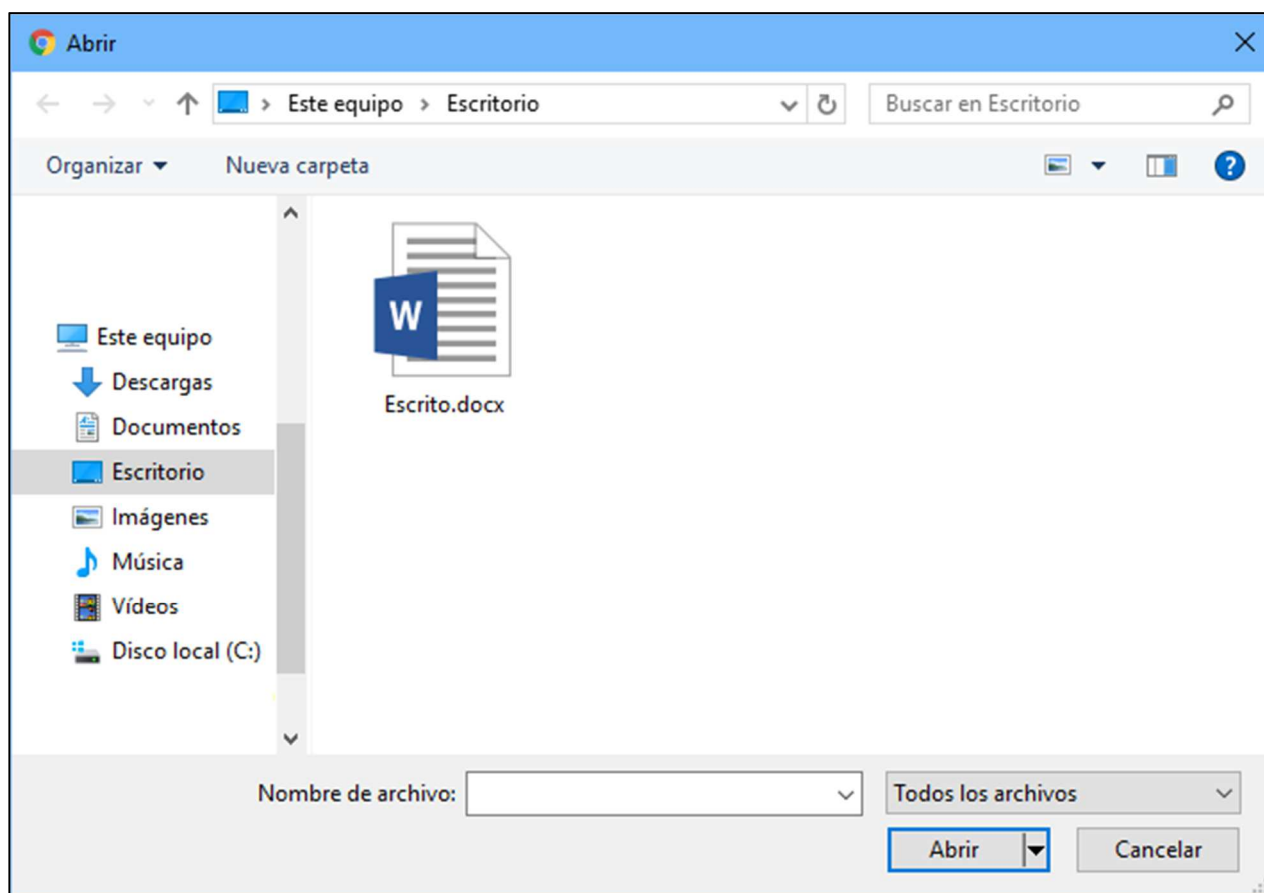 Abrir
Este equipo > Escritorio
Buscar en Escritorio
Organizar
Nueva carpeta
?
Este equipo
Descargas
Documentos
Escritorio
Imágenes
Música
Vídeos
Disco local (C:)
W
Escrito.docx
Nombre de archivo:
Todos los archivos
Abrir
Cancelar